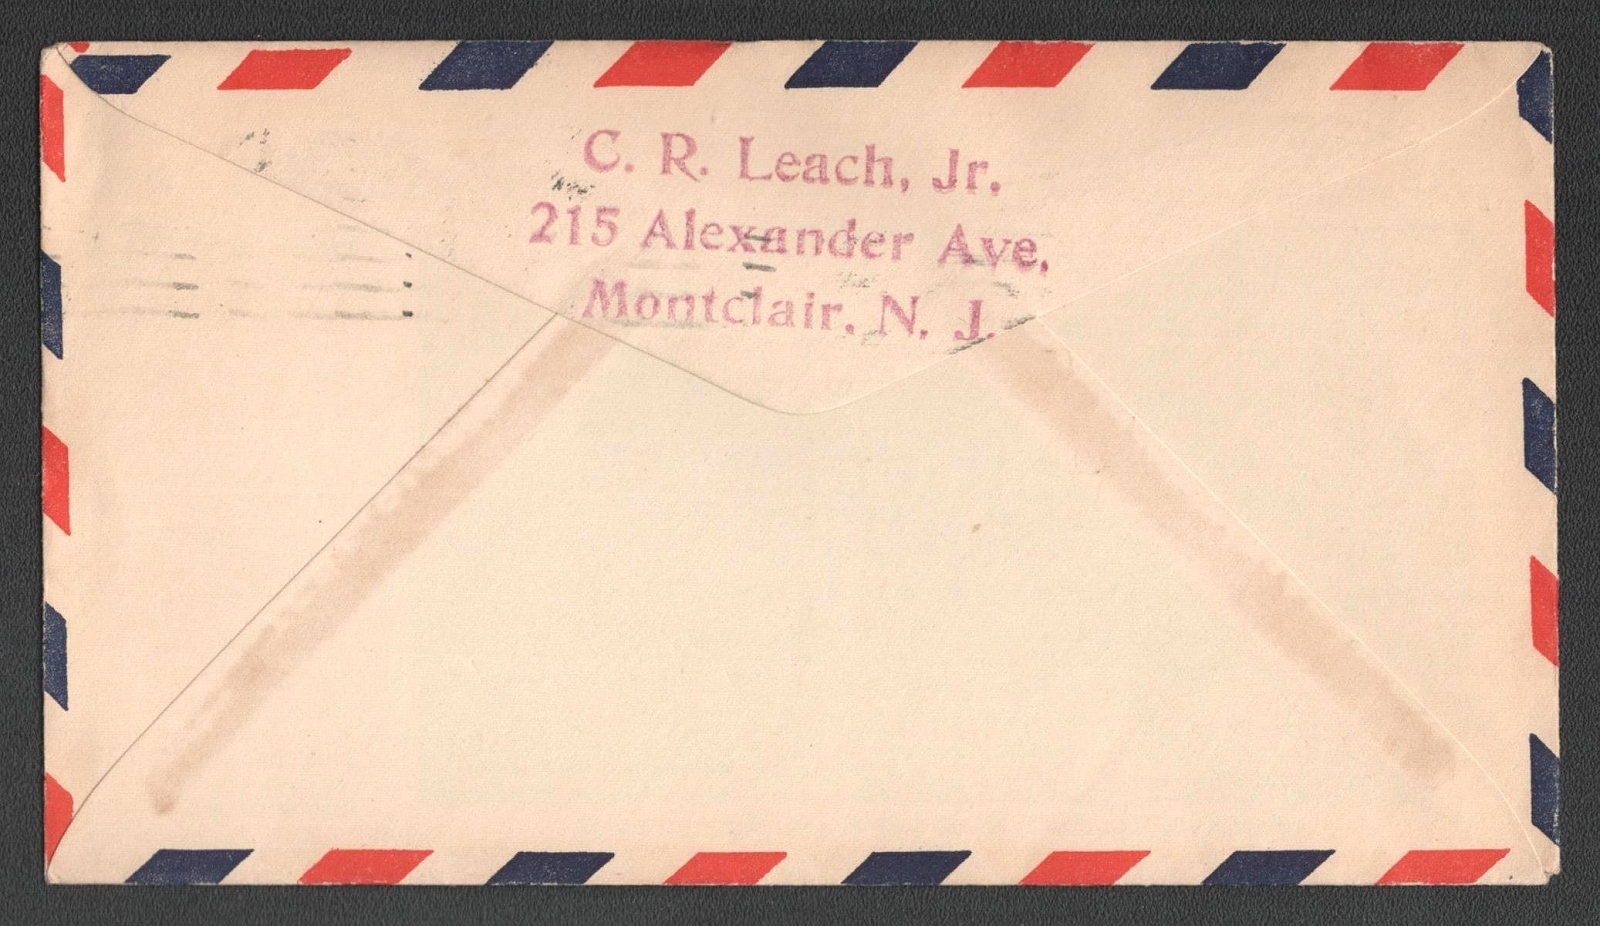 C. R. Leach, Jr.
215 Alexander Ave.
Montclair, N. J.